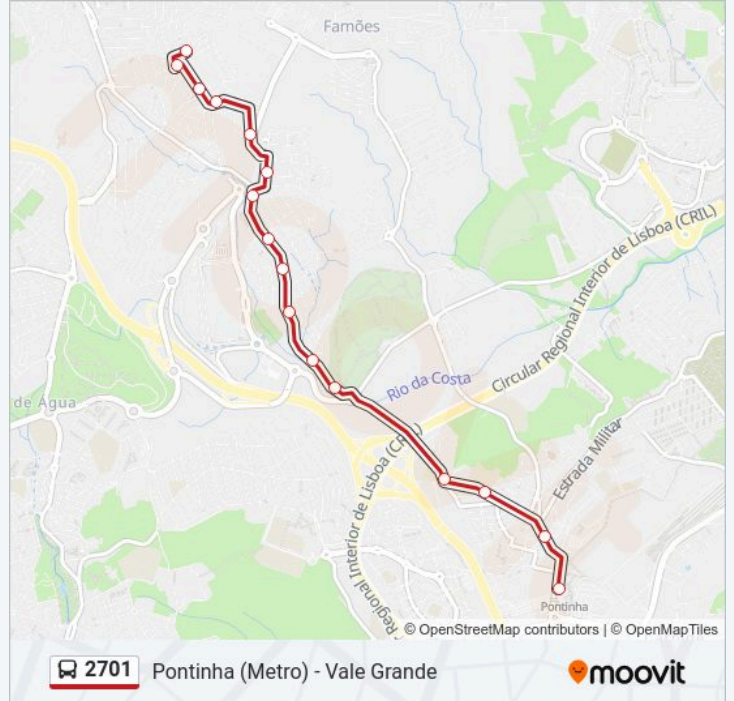 Famões
Circular Regional Interior de Lisboa (CRIL)
Rio da Costa
de Água
Estrada Militar
Regional Interior de Lisboa (CRIL)
Pontinha
© OpenStreetMap contributors | © OpenMapTiles
2701 Pontinha (Metro) - Vale Grande
moovit